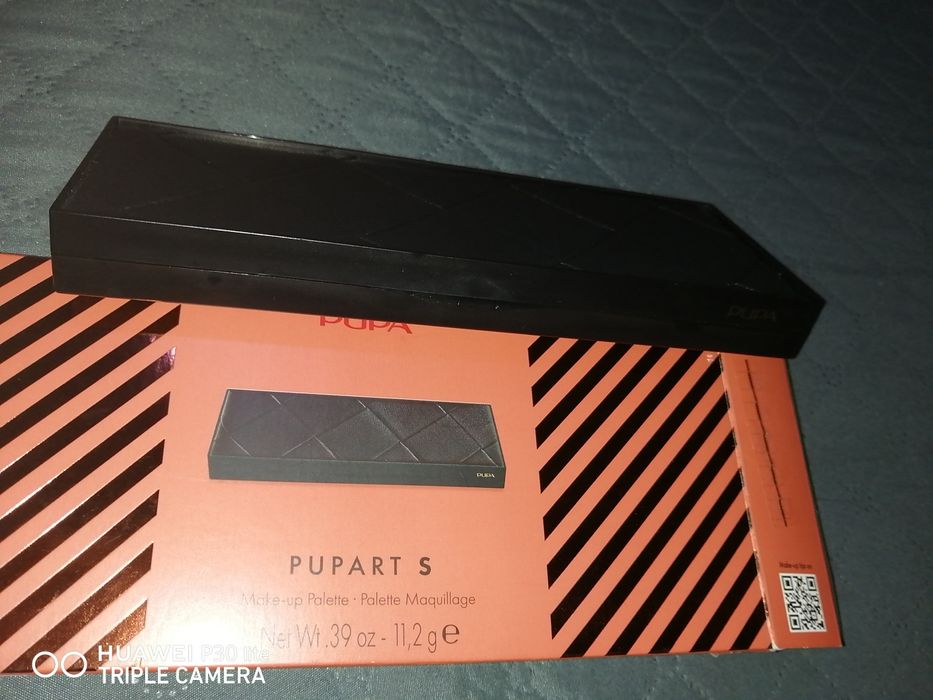 PUPA
PUPA
PUPA
PUPART S
Make-up Palette · Palette Maquillage
Net Wt .39 oz - 11,2 g ℮
HUAWEI P30 lite
TRIPLE CAMERA